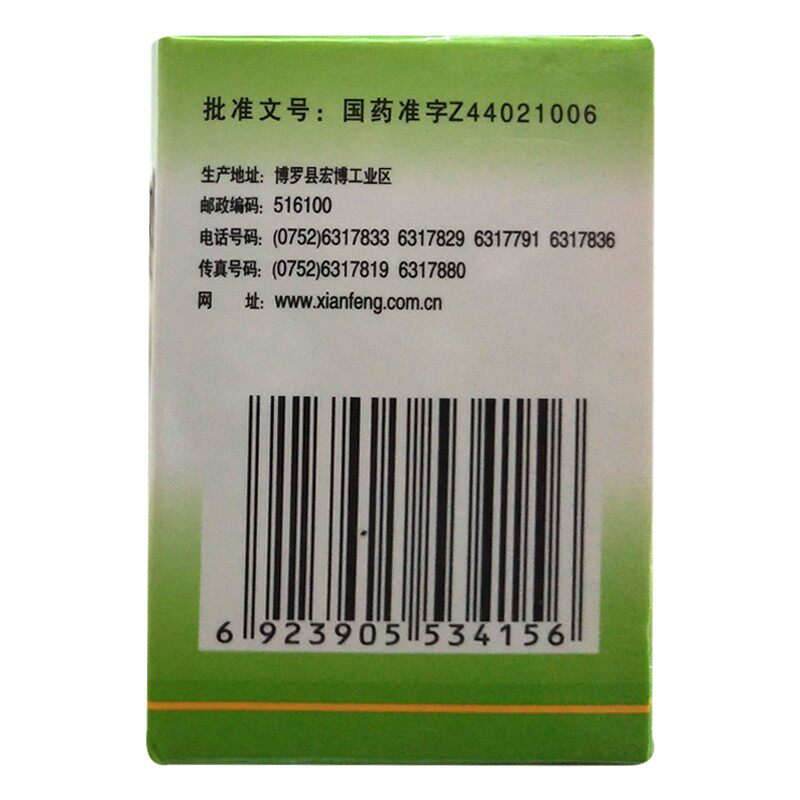 批准文号：国药准字Z44021006
生产地址：博罗县宏博工业区
邮政编码：516100
电话号码：(0752)6317833 6317829 6317791 6317836
传真号码：(0752)6317819 6317880
网 址：www.xianfeng.com.cn
6 923905 534156